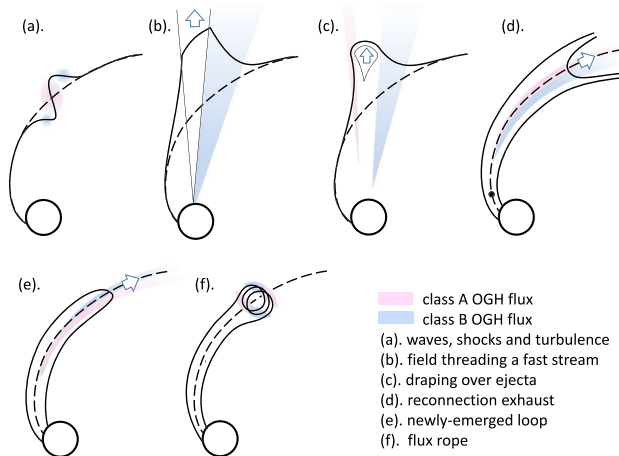 (a).
(b).
(c).
(d).
(e).
(f).
class A OGH flux
class B OGH flux
(a). waves, shocks and turbulence
(b). field threading a fast stream
(c). draping over ejecta
(d). reconnection exhaust
(e). newly-emerged loop
(f). flux rope